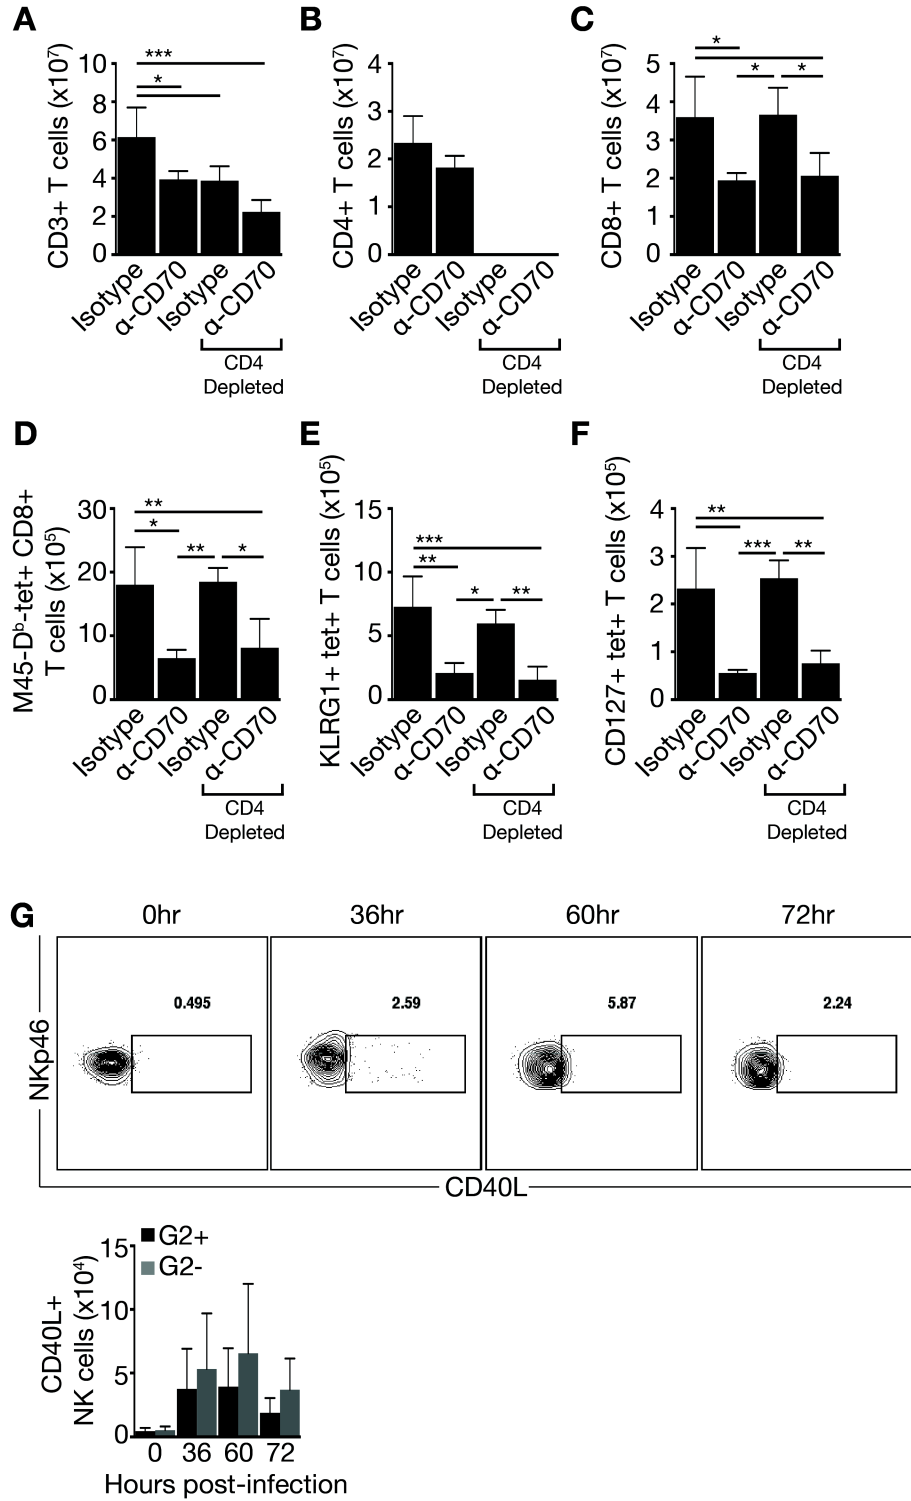 A
CD3+ T cells (x10⁷)
10
8
6
4
2
0
***
*
Isotype
α-CD70
Isotype
α-CD70
CD4
Depleted
B
CD4+ T cells (x10⁷)
4
3
2
1
0
Isotype
α-CD70
Isotype
α-CD70
CD4
Depleted
C
CD8+ T cells (x10⁷)
5
4
3
2
1
0
*
*
*
Isotype
α-CD70
Isotype
α-CD70
CD4
Depleted
D
M45-Dᵇ-tet+ CD8+
T cells (x10⁵)
30
20
10
0
**
*
**
*
Isotype
α-CD70
Isotype
α-CD70
CD4
Depleted
E
KLRG1+ tet+ T cells (x10⁵)
15
10
5
0
***
**
*
**
Isotype
α-CD70
Isotype
α-CD70
CD4
Depleted
F
CD127+ tet+ T cells (x10⁵)
4
3
2
1
0
**
***
**
Isotype
α-CD70
Isotype
α-CD70
CD4
Depleted
G
0hr
36hr
60hr
72hr
NKp46
0.495
2.59
5.87
2.24
CD40L
CD40L+
NK cells (x10⁴)
15
10
5
0
G2+
G2-
0 36 60 72
Hours post-infection